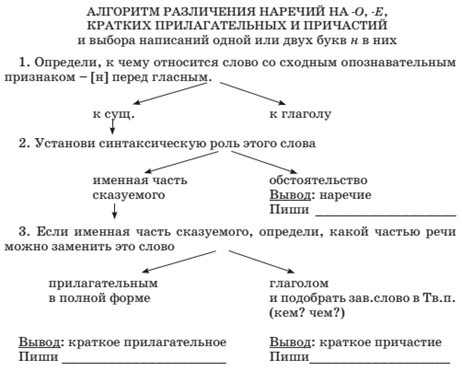 АЛГОРИТМ РАЗЛИЧЕНИЯ НАРЕЧИЙ НА -О, -Е,
КРАТКИХ ПРИЛАГАТЕЛЬНЫХ И ПРИЧАСТИЙ
и выбора написаний одной или двух букв н в них
1. Определи, к чему относится слово со сходным опознавательным
признаком – [н] перед гласным.
к сущ.
к глаголу
2. Установи синтаксическую роль этого слова
именная часть
сказуемого
обстоятельство
Вывод: наречие
Пиши ____________________
3. Если именная часть сказуемого, определи, какой частью речи
можно заменить это слово
прилагательным
в полной форме
глаголом
и подобрать зав.слово в Тв.п.
(кем? чем?)
Вывод: краткое прилагательное
Пиши ________________________
Вывод: краткое причастие
Пиши____________________